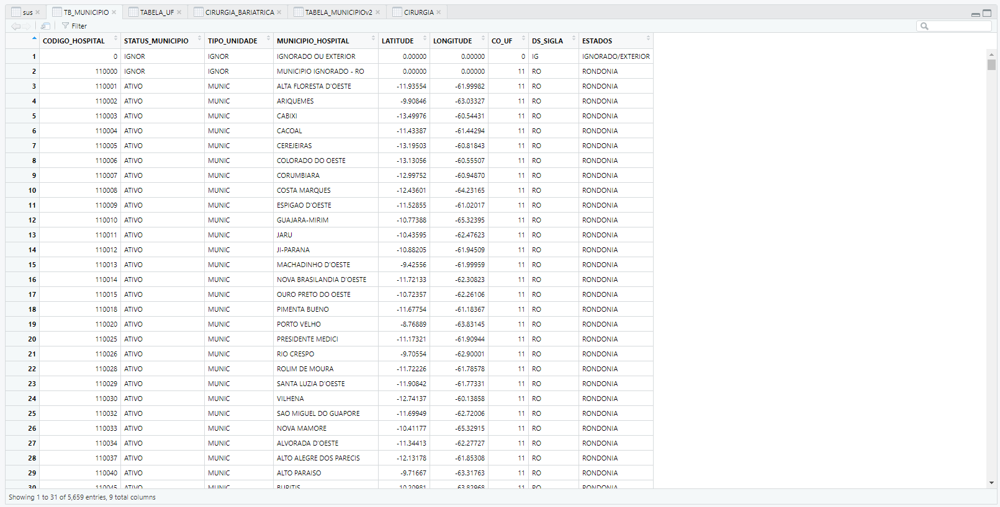 sus TB_MUNICIPIO TABELA_UF CIRURGIA_BARIATRICA TABELA_MUNICIPIOv2 CIRURGIA
Filter
CODIGO_HOSPITAL STATUS_MUNICIPIO TIPO_UNIDADE MUNICIPIO_HOSPITAL LATITUDE LONGITUDE CO_UF DS_SIGLA ESTADOS
1 0 IGNOR IGNOR IGNORADO OU EXTERIOR 0.00000 0.00000 0 IG IGNORADO/EXTERIOR
2 110000 IGNOR IGNOR MUNICIPIO IGNORADO - RO 0.00000 0.00000 11 RO RONDONIA
3 110001 ATIVO MUNIC ALTA FLORESTA D'OESTE -11.93554 -61.99982 11 RO RONDONIA
4 110002 ATIVO MUNIC ARIQUEMES -9.90846 -63.03327 11 RO RONDONIA
5 110003 ATIVO MUNIC CABIXI -13.49976 -60.54431 11 RO RONDONIA
6 110004 ATIVO MUNIC CACOAL -11.43387 -61.44294 11 RO RONDONIA
7 110005 ATIVO MUNIC CEREJEIRAS -13.19503 -60.81843 11 RO RONDONIA
8 110006 ATIVO MUNIC COLORADO DO OESTE -13.13056 -60.55507 11 RO RONDONIA
9 110007 ATIVO MUNIC CORUMBIARA -12.99752 -60.94870 11 RO RONDONIA
10 110008 ATIVO MUNIC COSTA MARQUES -12.43601 -64.23165 11 RO RONDONIA
11 110009 ATIVO MUNIC ESPIGAO D'OESTE -11.52855 -61.02017 11 RO RONDONIA
12 110010 ATIVO MUNIC GUAJARA-MIRIM -10.77388 -65.32395 11 RO RONDONIA
13 110011 ATIVO MUNIC JARU -10.43595 -62.47623 11 RO RONDONIA
14 110012 ATIVO MUNIC JI-PARANA -10.88205 -61.94509 11 RO RONDONIA
15 110013 ATIVO MUNIC MACHADINHO D'OESTE -9.42556 -61.99959 11 RO RONDONIA
16 110014 ATIVO MUNIC NOVA BRASILANDIA D'OESTE -11.72133 -62.30823 11 RO RONDONIA
17 110015 ATIVO MUNIC OURO PRETO DO OESTE -10.72357 -62.26106 11 RO RONDONIA
18 110018 ATIVO MUNIC PIMENTA BUENO -11.67754 -61.18367 11 RO RONDONIA
19 110020 ATIVO MUNIC PORTO VELHO -8.76889 -63.83145 11 RO RONDONIA
20 110025 ATIVO MUNIC PRESIDENTE MEDICI -11.17321 -61.90944 11 RO RONDONIA
21 110026 ATIVO MUNIC RIO CRESPO -9.70554 -62.90001 11 RO RONDONIA
22 110028 ATIVO MUNIC ROLIM DE MOURA -11.72226 -61.78578 11 RO RONDONIA
23 110029 ATIVO MUNIC SANTA LUZIA D'OESTE -11.90842 -61.77331 11 RO RONDONIA
24 110030 ATIVO MUNIC VILHENA -12.74137 -60.13858 11 RO RONDONIA
25 110032 ATIVO MUNIC SAO MIGUEL DO GUAPORE -11.69949 -62.72006 11 RO RONDONIA
26 110033 ATIVO MUNIC NOVA MAMORE -10.41177 -65.32915 11 RO RONDONIA
27 110034 ATIVO MUNIC ALVORADA D'OESTE -11.34413 -62.27727 11 RO RONDONIA
28 110037 ATIVO MUNIC ALTO ALEGRE DOS PARECIS -12.13178 -61.85308 11 RO RONDONIA
29 110040 ATIVO MUNIC ALTO PARAISO -9.71667 -63.31763 11 RO RONDONIA
30 110045 ATIVO MUNIC BURITIS -10.20981 -63.82968 11 RO RONDONIA
Showing 1 to 31 of 5,659 entries, 9 total columns